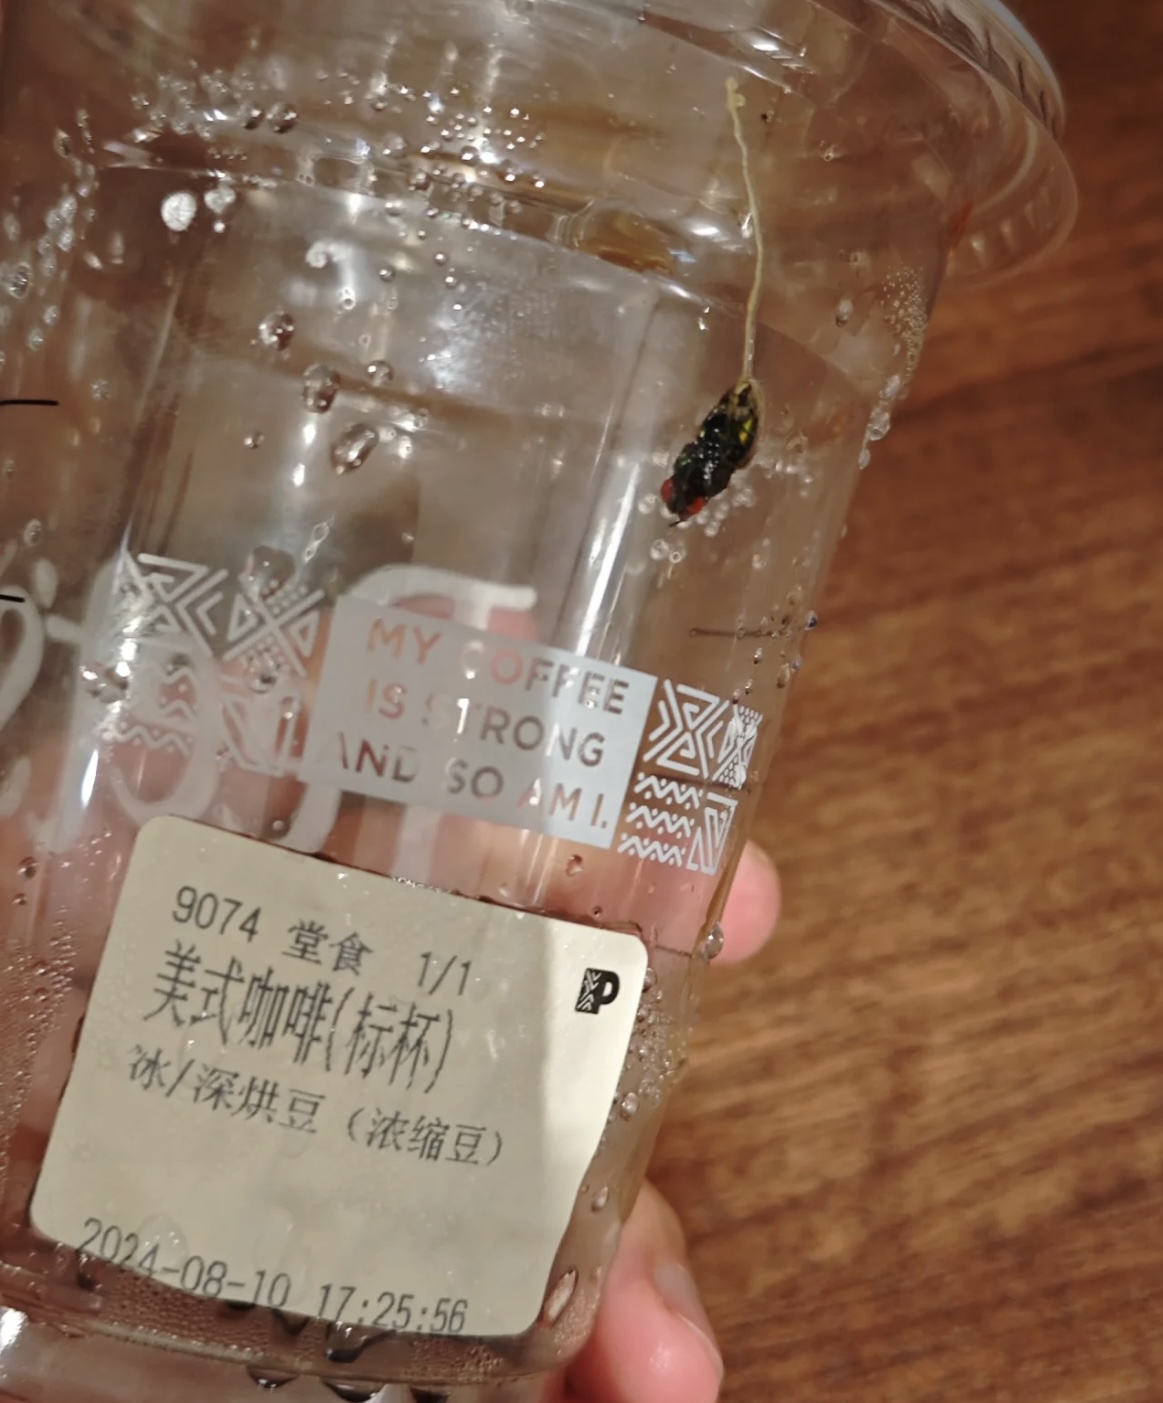 MY COFFEE
IS STRONG
AND SO AM I.
9074 堂食 1/1
美式咖啡(标杯)
冰/深烘豆（浓缩豆）
2024-08-10 17:25:56